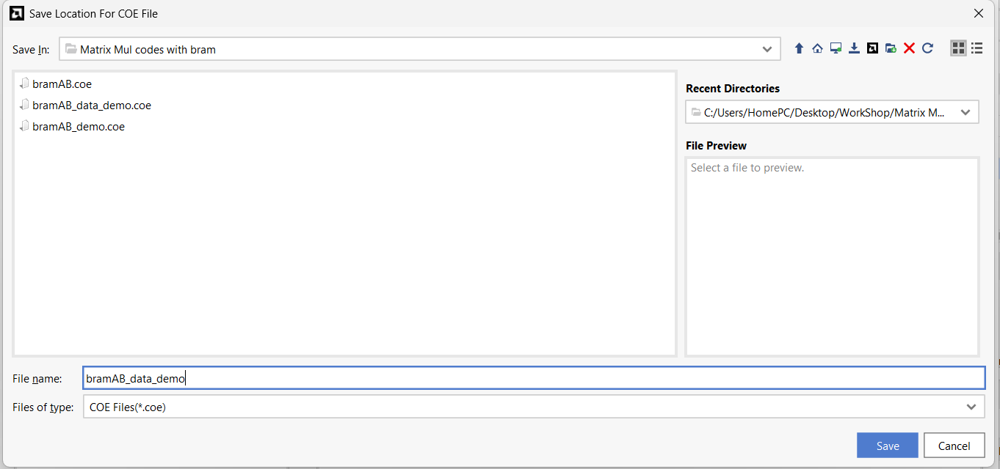 Save Location For COE File
Save In: Matrix Mul codes with bram
bramAB.coe
bramAB_data_demo.coe
bramAB_demo.coe
Recent Directories
C:/Users/HomePC/Desktop/WorkShop/Matrix M...
File Preview
Select a file to preview.
File name: bramAB_data_demo
Files of type: COE Files(*.coe)
Save Cancel